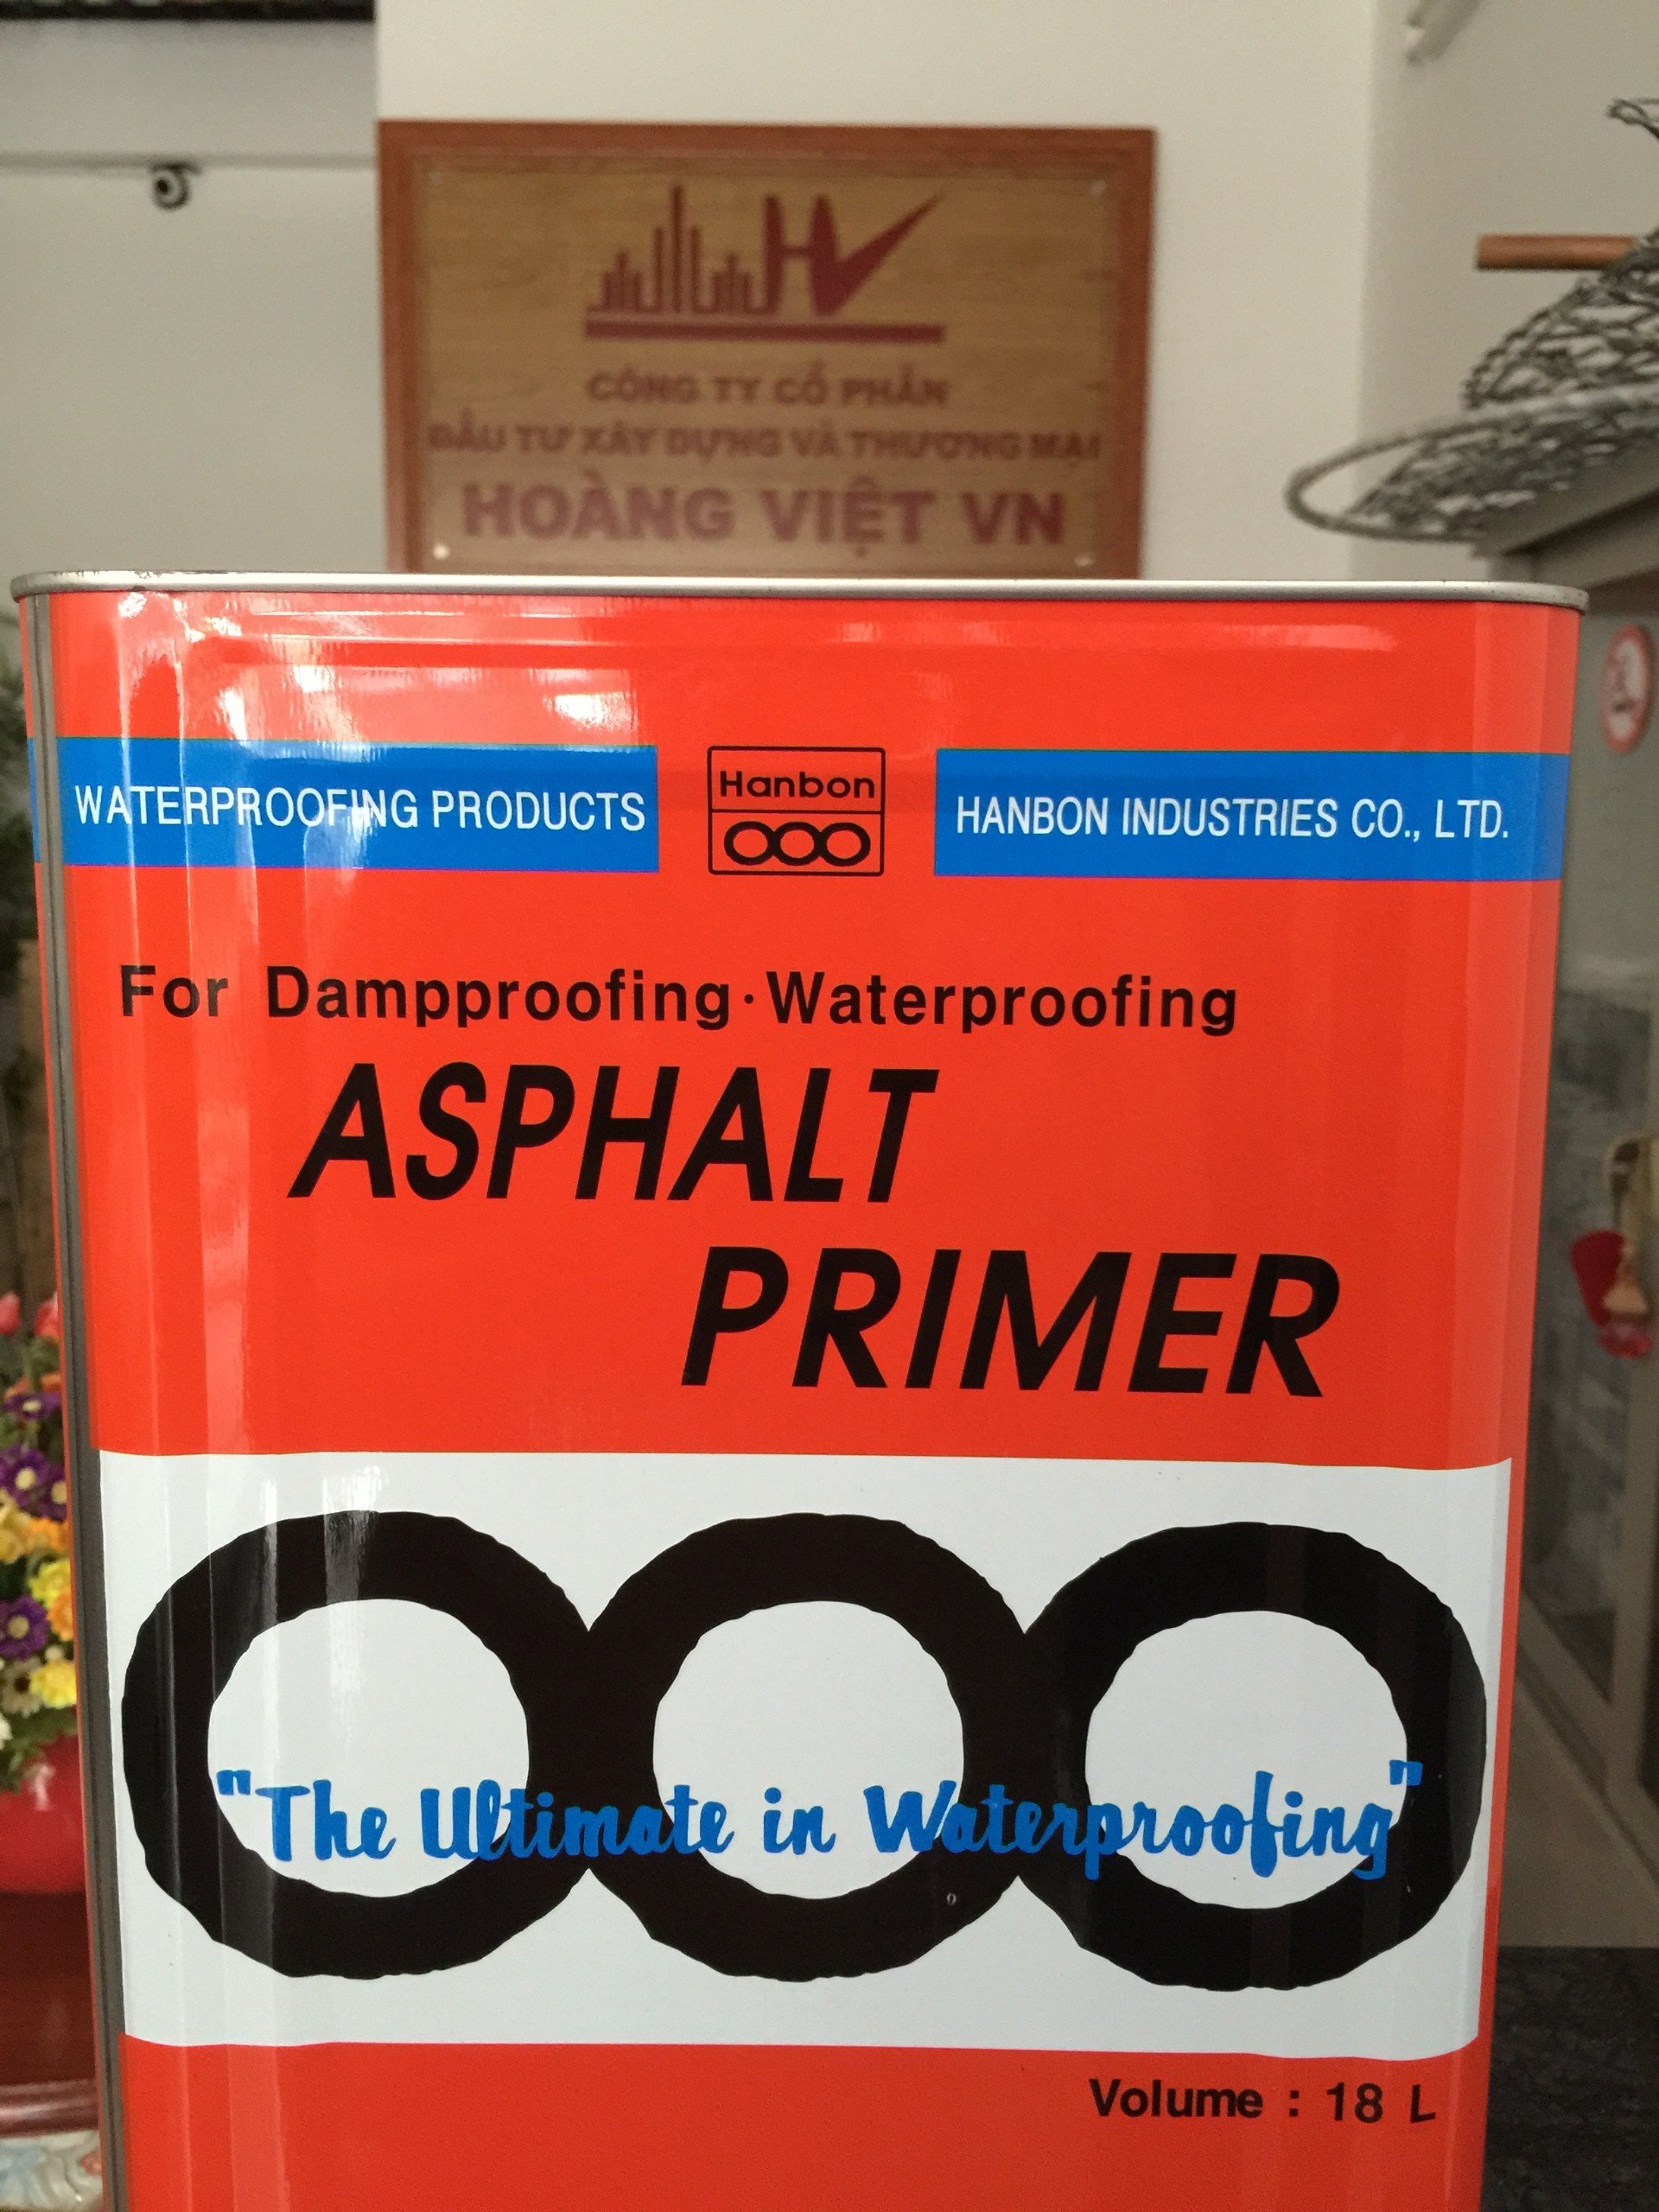 HV
CÔNG TY CỔ PHẦN
ĐẦU TƯ XÂY DỰNG VÀ THƯƠNG MẠI
HOÀNG VIỆT VN
WATERPROOFING PRODUCTS
Hanbon
HANBON INDUSTRIES CO., LTD.
For Dampproofing·Waterproofing
ASPHALT
PRIMER
"The Ultimate in Waterproofing"
Volume : 18 L